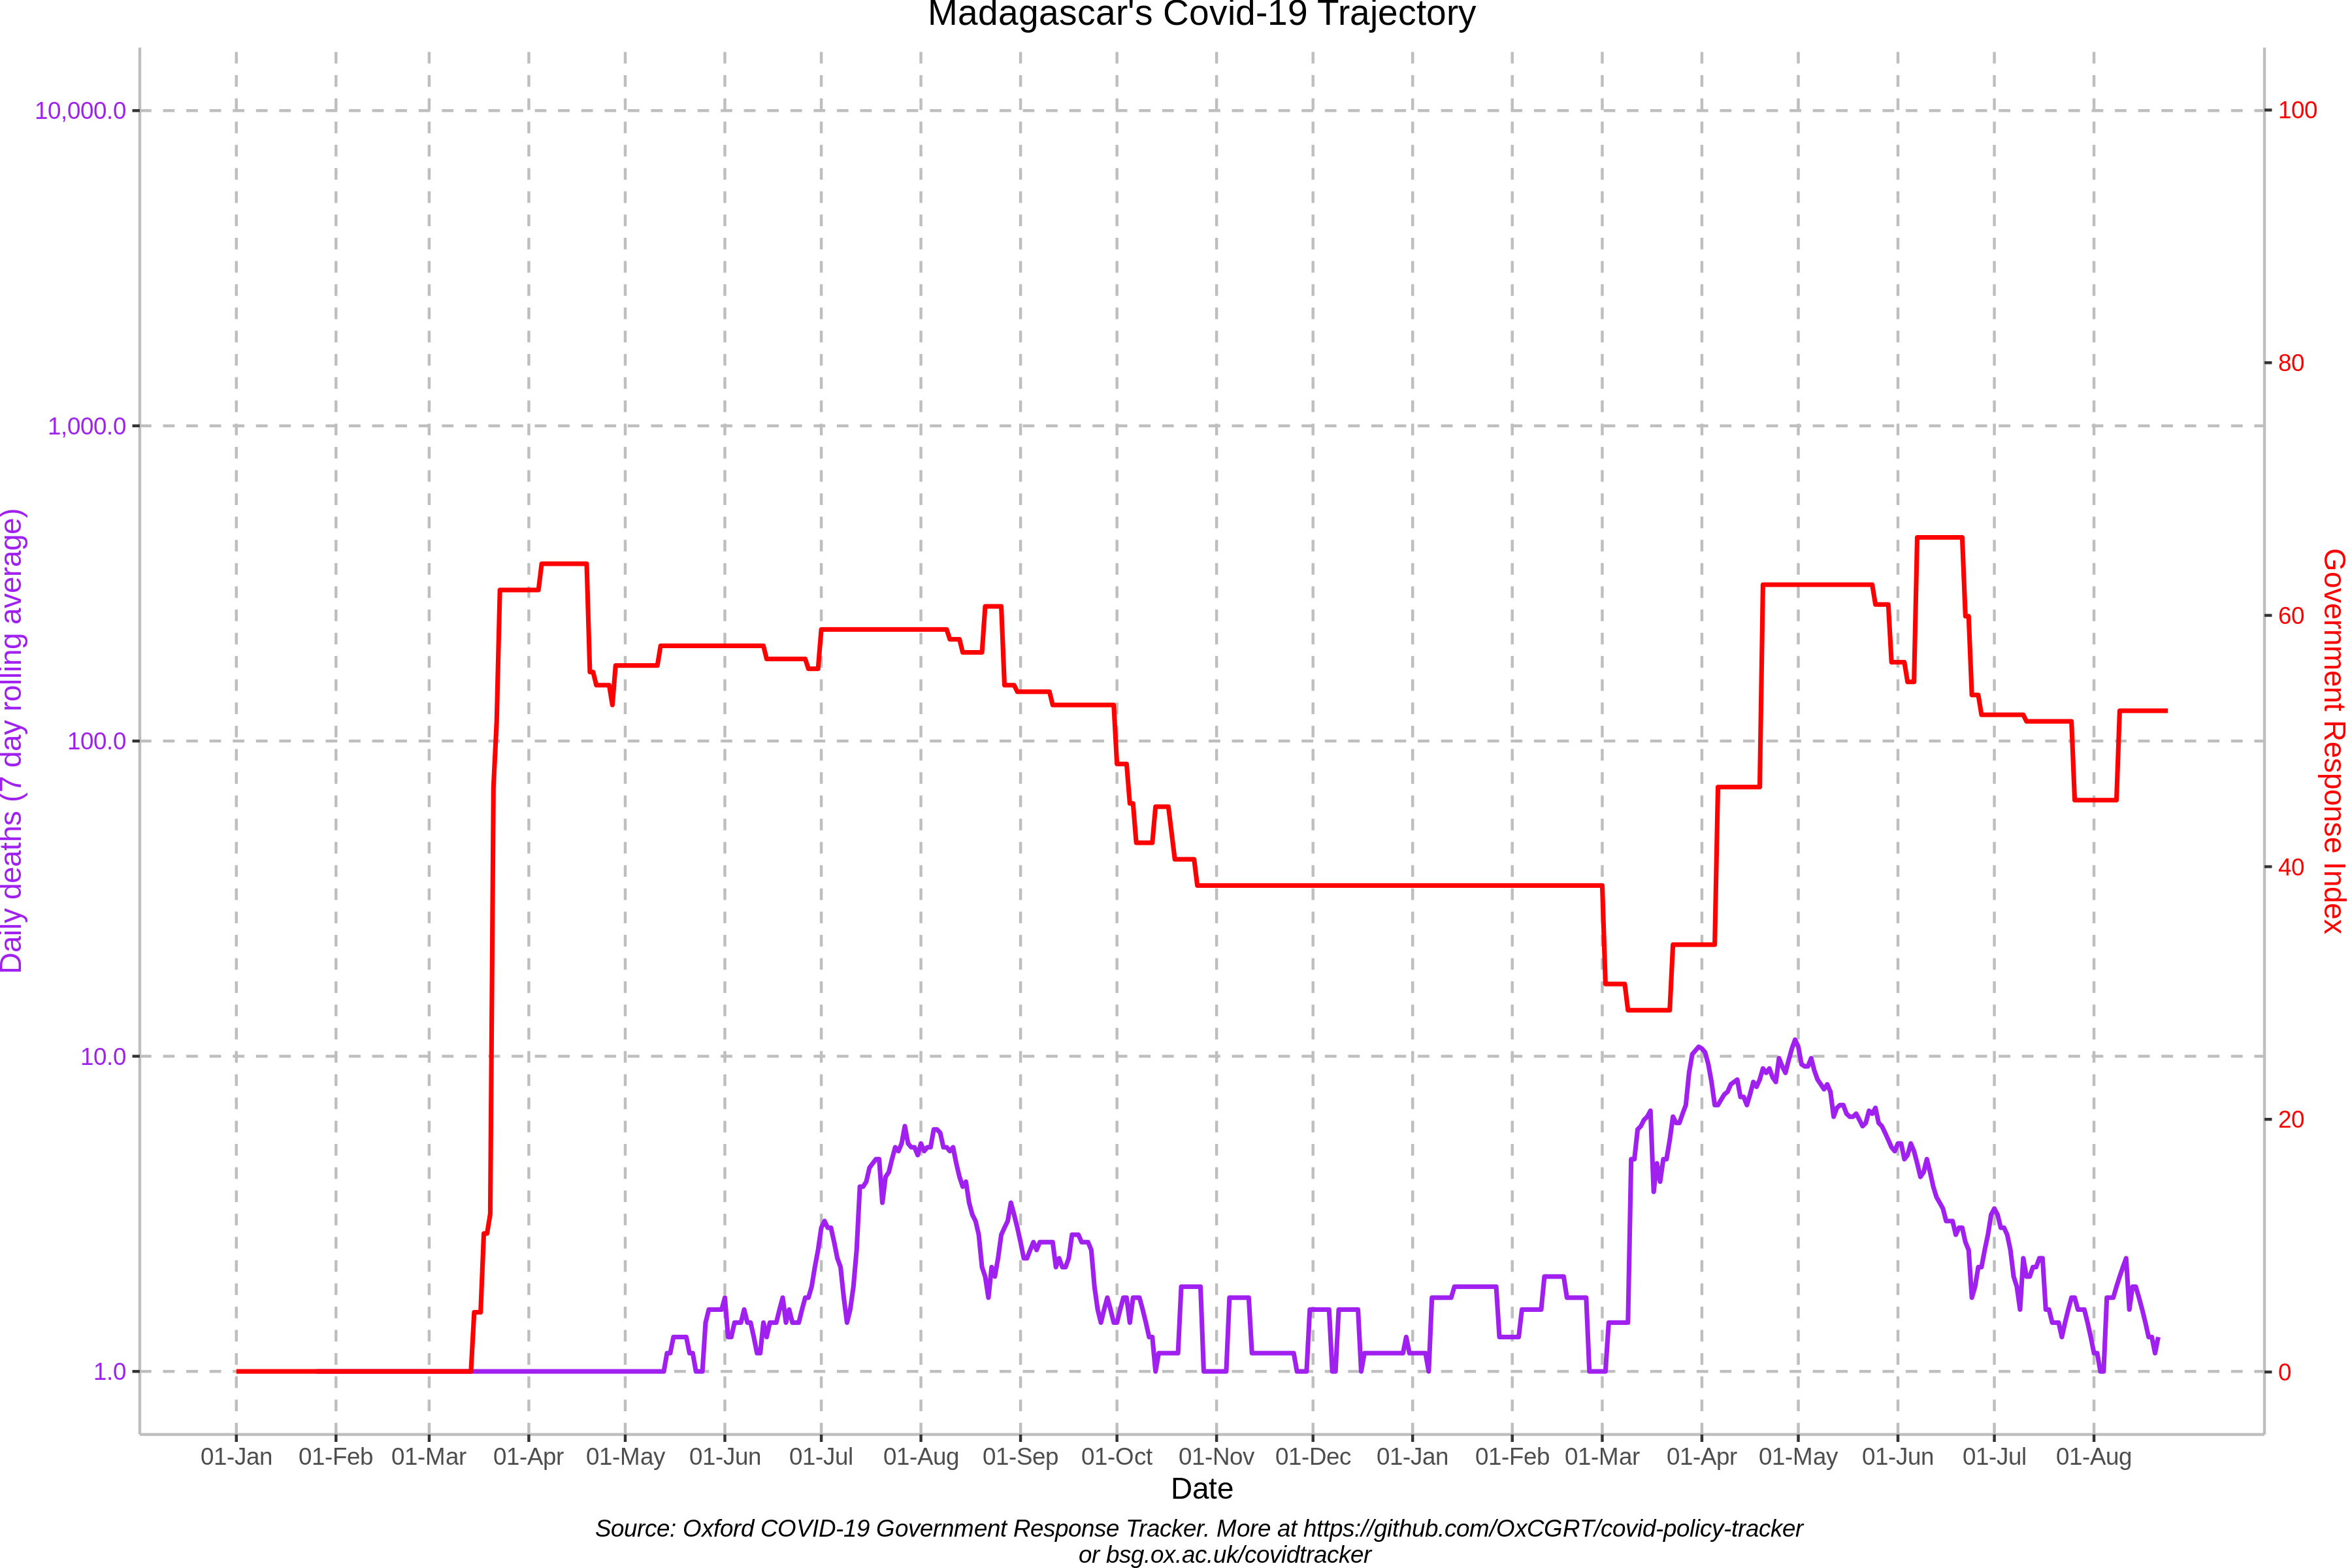 Madagascar's Covid-19 Trajectory
10,000.0
1,000.0
100.0
10.0
1.0
Daily deaths (7 day rolling average)
100
80
60
40
20
0
Government Response Index
01-Jan 01-Feb 01-Mar 01-Apr 01-May 01-Jun 01-Jul 01-Aug 01-Sep 01-Oct 01-Nov 01-Dec 01-Jan 01-Feb 01-Mar 01-Apr 01-May 01-Jun 01-Jul 01-Aug
Date
Source: Oxford COVID-19 Government Response Tracker. More at https://github.com/OxCGRT/covid-policy-tracker
or bsg.ox.ac.uk/covidtracker